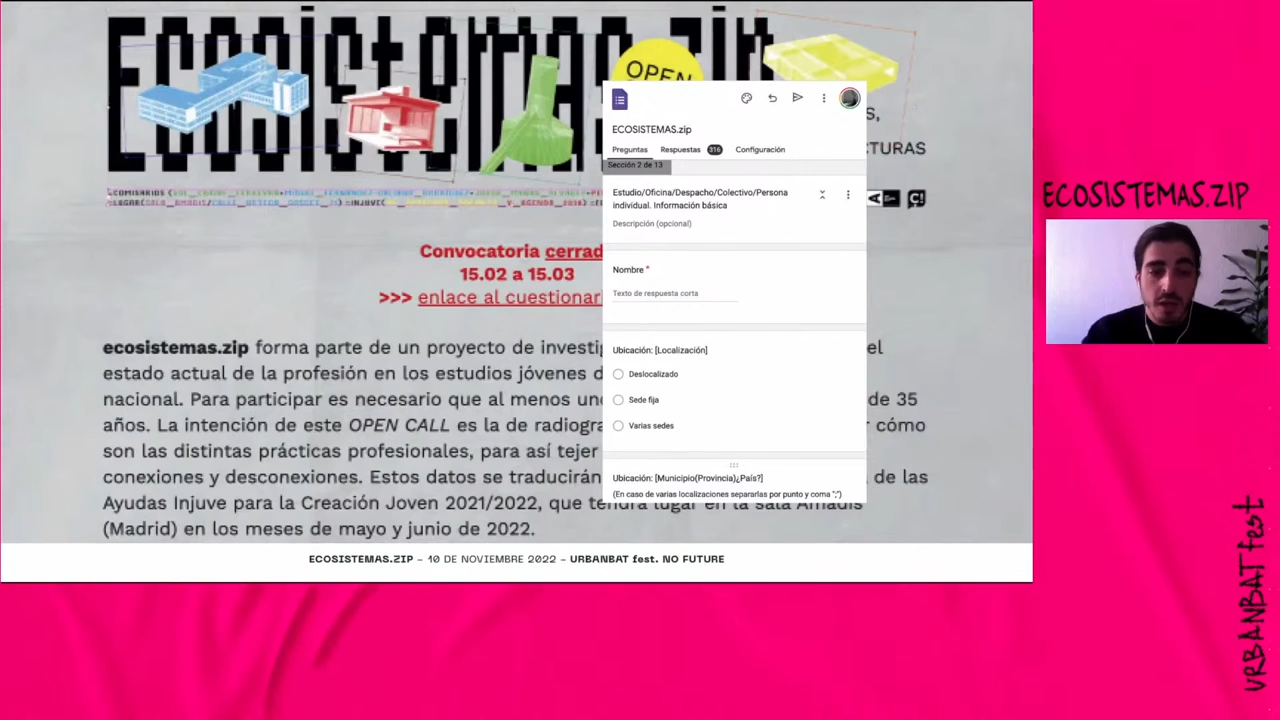 Ecosistemas.zip
OPEN
S,
CTURAS
Convocatoria cerrad
15.02 a 15.03
>>> enlace al cuestionari
ecosistemas.zip forma parte de un proyecto de investig
el
estado actual de la profesión en los estudios jóvenes d
nacional. Para participar es necesario que al menos uno
de 35
años. La intención de este OPEN CALL es la de radiogra
r cómo
son las distintas prácticas profesionales, para así tejer
conexiones y desconexiones. Estos datos se traducirán
de las
Ayudas Injuve para la Creación Joven 2021/2022, que tendrá lugar en la sala Amadís
(Madrid) en los meses de mayo y junio de 2022.
ECOSISTEMAS.zip
Preguntas Respuestas 316 Configuración
Sección 2 de 13
Estudio/Oficina/Despacho/Colectivo/Persona
individual. Información básica
Descripción (opcional)
Nombre *
Texto de respuesta corta
Ubicación: [Localización]
Deslocalizado
Sede fija
Varias sedes
Ubicación: [Municipio(Provincia)¿País?]
(En caso de varias localizaciones separarlas por punto y coma ";")
ECOSISTEMAS.ZIP – 10 DE NOVIEMBRE 2022 – URBANBAT fest. NO FUTURE
ECOSISTEMAS.ZIP
URBANBAT fest